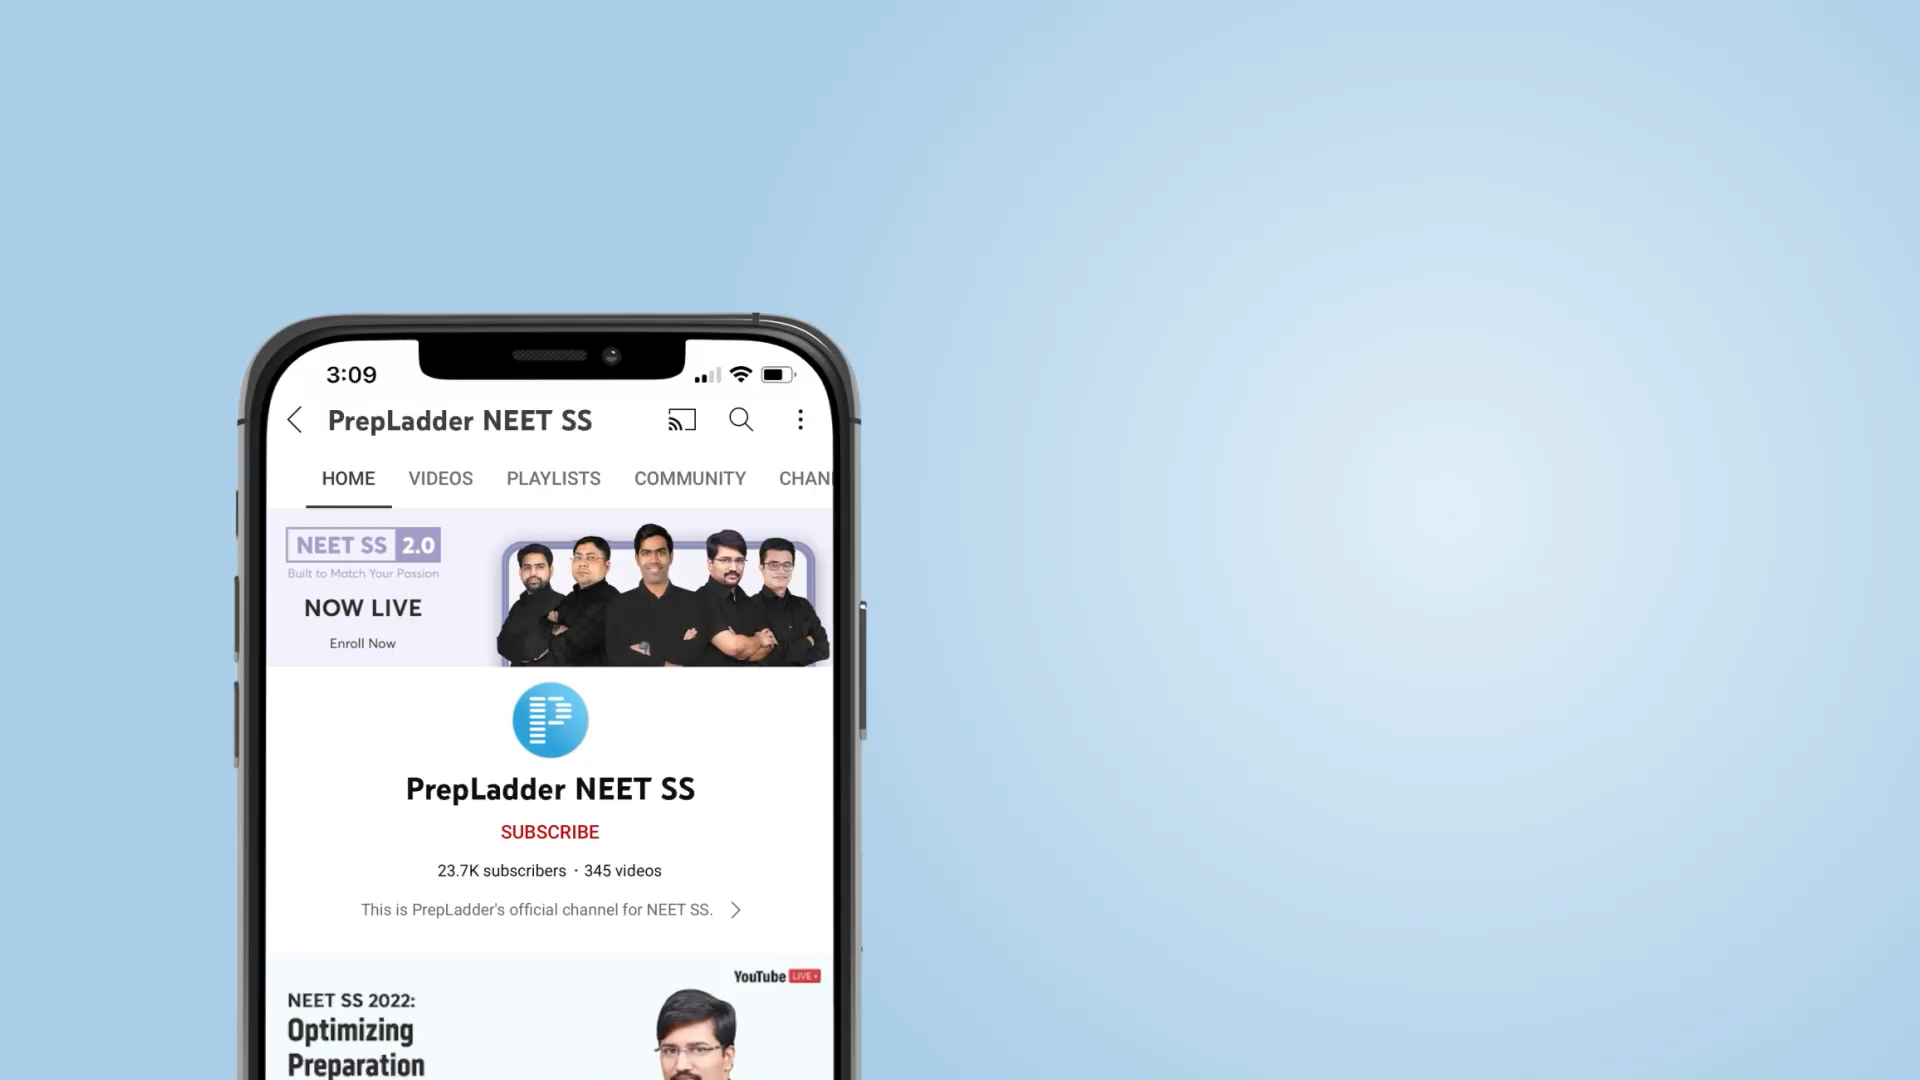 3:09
PrepLadder NEET SS
HOME VIDEOS PLAYLISTS COMMUNITY CHAN
NEET SS 2.0
Built to Match Your Passion
NOW LIVE
Enroll Now
PrepLadder NEET SS
SUBSCRIBE
23.7K subscribers · 345 videos
This is PrepLadder's official channel for NEET SS.
YouTube LIVE
NEET SS 2022:
Optimizing
Preparation